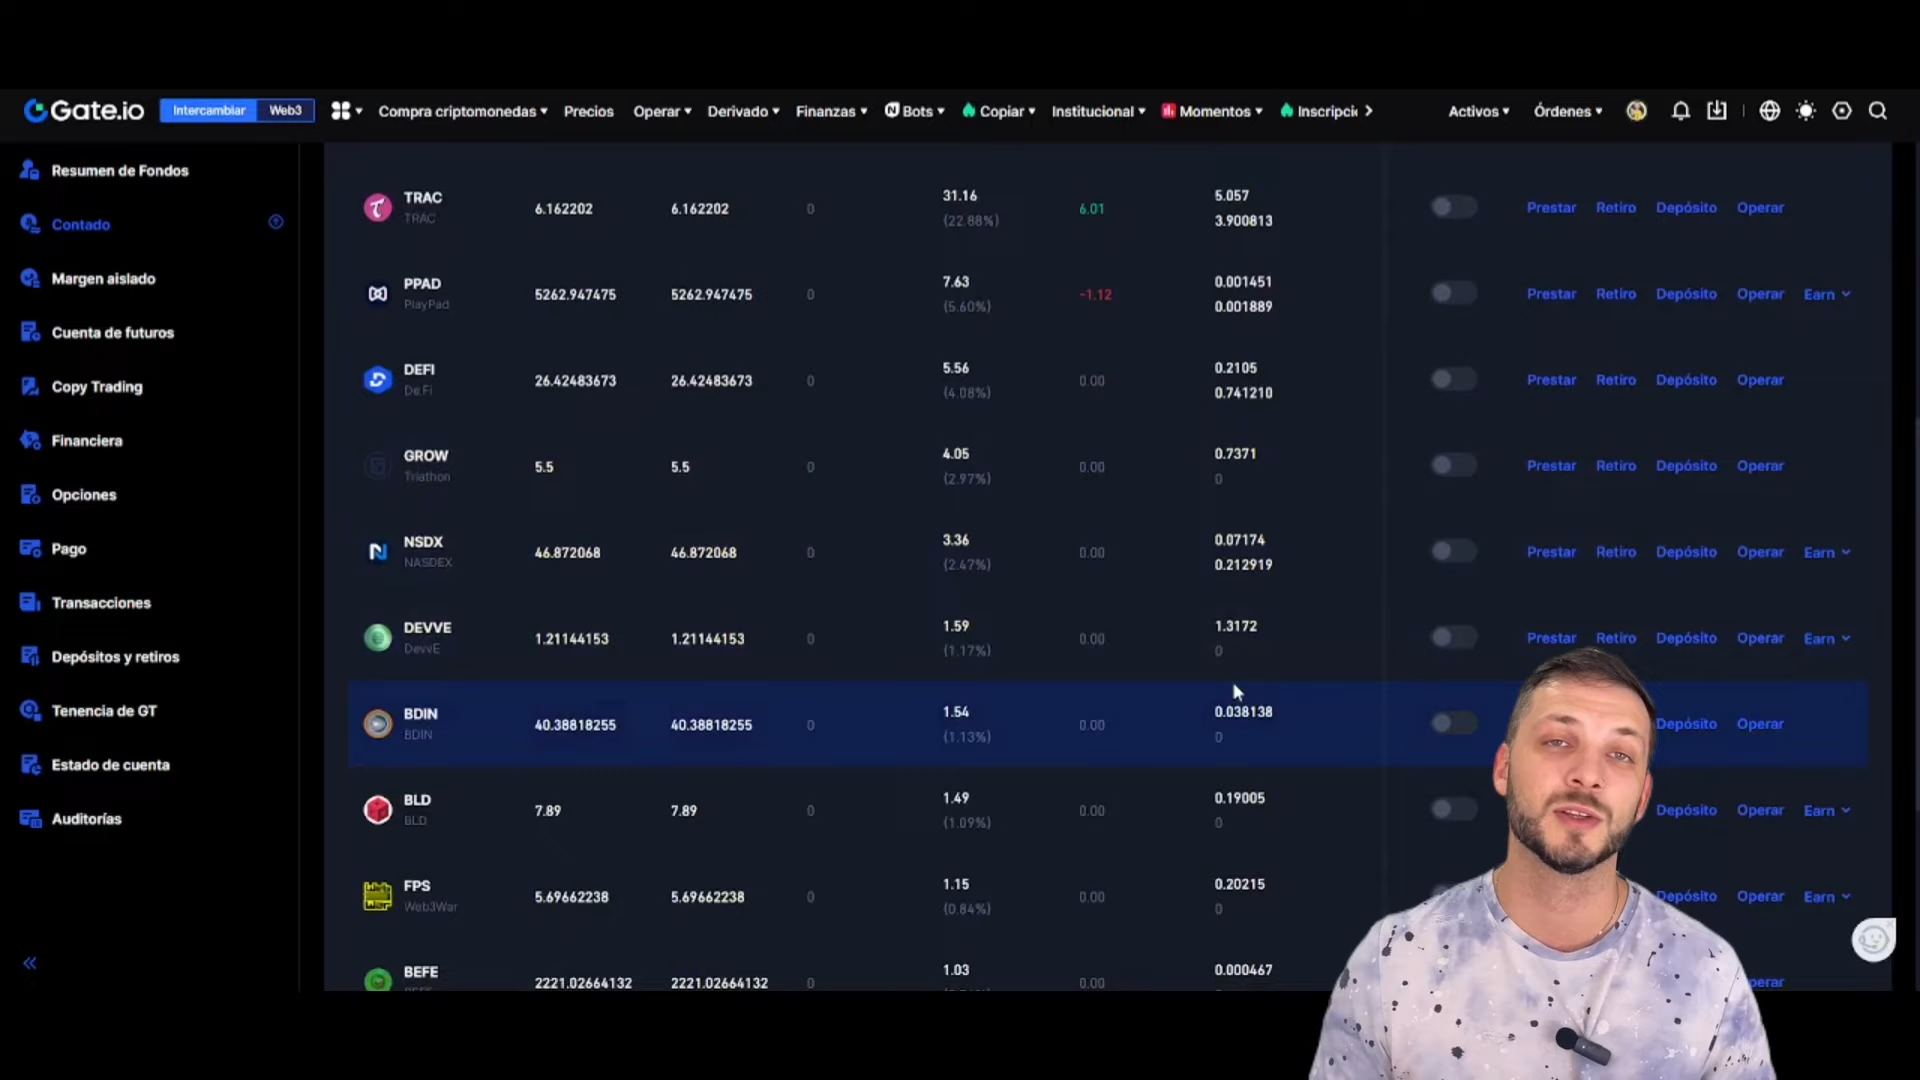 Gate.io Intercambiar Web3 Compra criptomonedas Precios Operar Derivado Finanzas Bots Copiar Institucional Momentos Inscripci Activos Órdenes
Resumen de Fondos
Contado
Margen aislado
Cuenta de futuros
Copy Trading
Financiera
Opciones
Pago
Transacciones
Depósitos y retiros
Tenencia de GT
Estado de cuenta
Auditorías
TRAC 6.162202 6.162202 0 31.16 6.01 5.057 Prestar Retiro Depósito Operar
TRAC (22.88%) 3.900813
PPAD 5262.947475 5262.947475 0 7.63 -1.12 0.001451 Prestar Retiro Depósito Operar Earn
PlayPad (5.60%) 0.001889
DEFI 26.42483673 26.42483673 0 5.56 0.00 0.2105 Prestar Retiro Depósito Operar
De.Fi (4.08%) 0.741210
GROW 5.5 5.5 0 4.05 0.00 0.7371 Prestar Retiro Depósito Operar
Triathon (2.97%) 0
NSDX 46.872068 46.872068 0 3.36 0.00 0.07174 Prestar Retiro Depósito Operar Earn
NASDEX (2.47%) 0.212919
DEVVE 1.21144153 1.21144153 0 1.59 0.00 1.3172 Prestar Retiro Depósito Operar Earn
DevvE (1.17%) 0
BDIN 40.38818255 40.38818255 0 1.54 0.00 0.038138 Depósito Operar
BDIN (1.13%) 0
BLD 7.89 7.89 0 1.49 0.00 0.19005 Depósito Operar Earn
BLD (1.09%) 0
FPS 5.69662238 5.69662238 0 1.15 0.00 0.20215 Depósito Operar Earn
Web3War (0.84%) 0
BEFE 2221.02664132 2221.02664132 0 1.03 0.00 0.000467